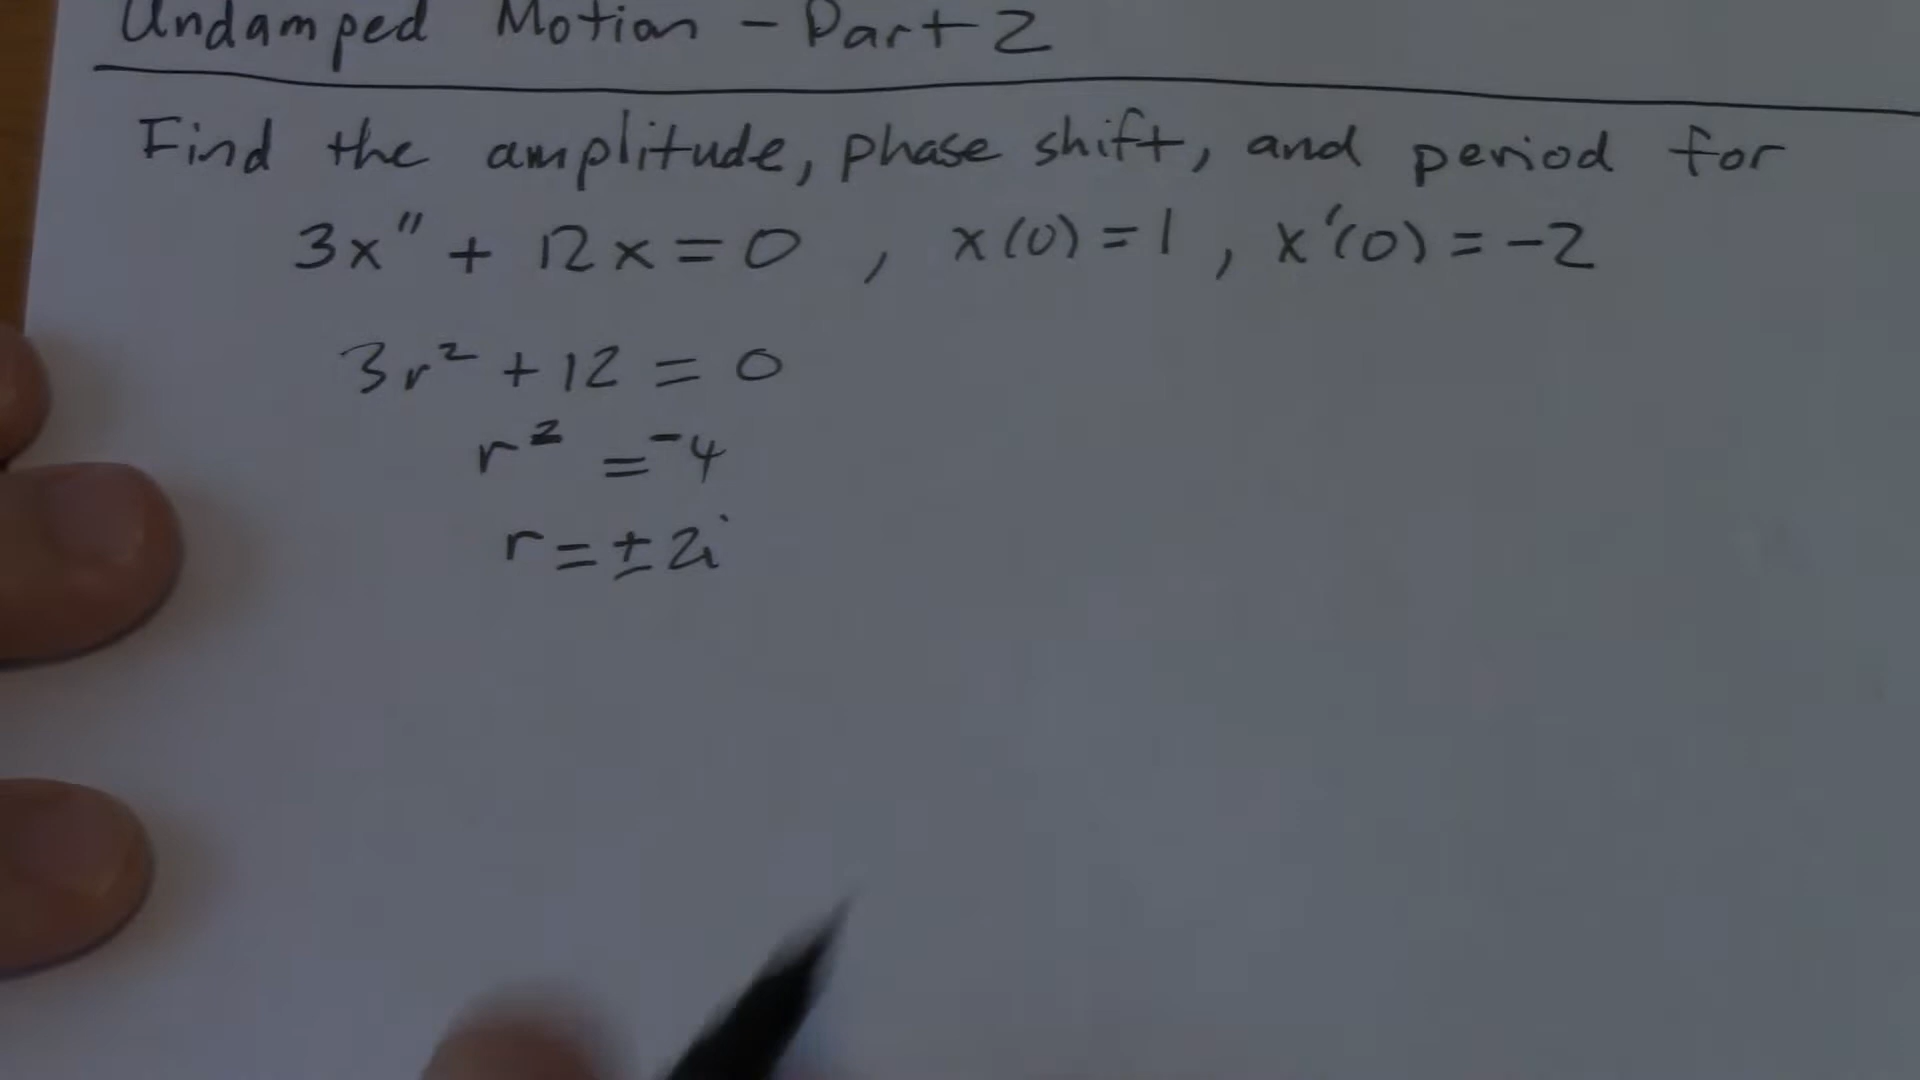 Undamped Motion - Part 2
Find the amplitude, phase shift, and period for
3x" + 12x = 0 , x(0) = 1 , x'(0) = -2
3r² + 12 = 0
r² = -4
r = ± 2i